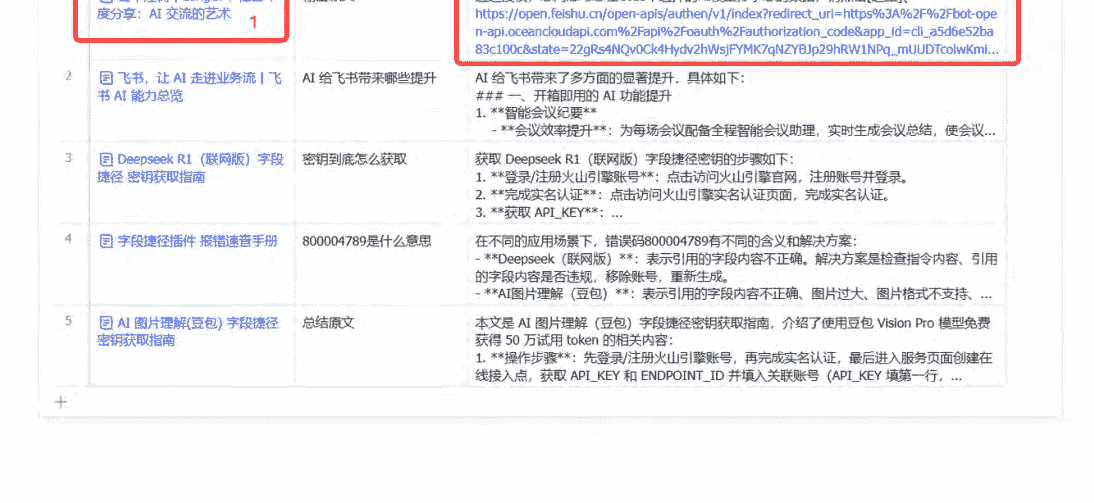 度分享：AI 交流的艺术
1
https://open.feishu.cn/open-apis/authen/v1/index?redirect_uri=https%3A%2F%2Fbot-ope
n-api.oceancloudapi.com%2Fapi%2Foauth%2Fauthorization_code&app_id=cli_a5d6e52ba
2
飞书，让 AI 走进业务流 | 飞
书 AI 能力总览
AI 给飞书带来哪些提升
AI 给飞书带来了多方面的显著提升，具体如下：
### 一、开箱即用的 AI 功能提升
1. **智能会议纪要**
- **会议效率提升**：为每场会议配备全程智能会议助理，实时生成会议总结，使会议...
3
Deepseek R1（联网版）字段
捷径 密钥获取指南
密钥到底怎么获取
获取 Deepseek R1（联网版）字段捷径密钥的步骤如下：
1. **登录/注册火山引擎账号**：点击访问火山引擎官网，注册账号并登录。
2. **完成实名认证**：点击访问火山引擎实名认证页面，完成实名认证。
3. **获取 API_KEY**：...
4
字段捷径插件 报错速查手册
800004789是什么意思
在不同的应用场景下，错误码800004789有不同的含义和解决方案：
- **Deepseek（联网版）**：表示引用的字段内容不正确。解决方案是检查指令内容、引用
的字段内容是否违规，移除账号，重新生成。
- **AI图片理解（豆包）**：表示引用的字段内容不正确、图片过大、图片格式不支持、...
5
AI 图片理解(豆包) 字段捷径
密钥获取指南
总结原文
本文是 AI 图片理解（豆包）字段捷径密钥获取指南，介绍了使用豆包 Vision Pro 模型免费
获得 50 万试用 token 的相关内容：
1. **操作步骤**：先登录/注册火山引擎账号，再完成实名认证，最后进入服务页面创建在
线接入点，获取 API_KEY 和 ENDPOINT_ID 并填入关联账号（API_KEY 填第一行，...